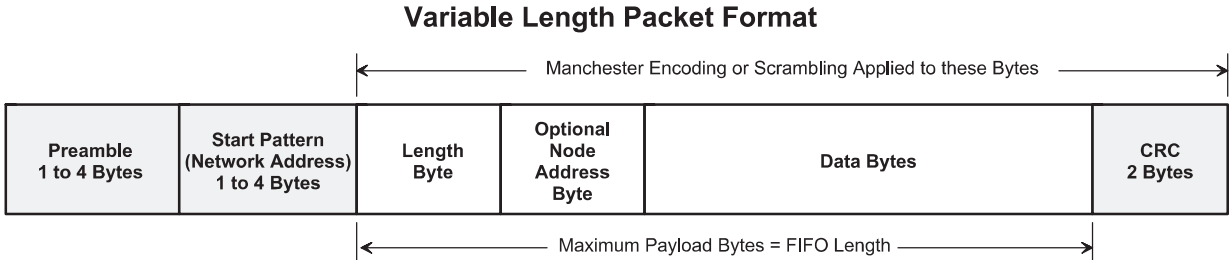 Variable Length Packet Format
Manchester Encoding or Scrambling Applied to these Bytes
Preamble
1 to 4 Bytes
Start Pattern
(Network Address)
1 to 4 Bytes
Length
Byte
Optional
Node
Address
Byte
Data Bytes
CRC
2 Bytes
Maximum Payload Bytes = FIFO Length